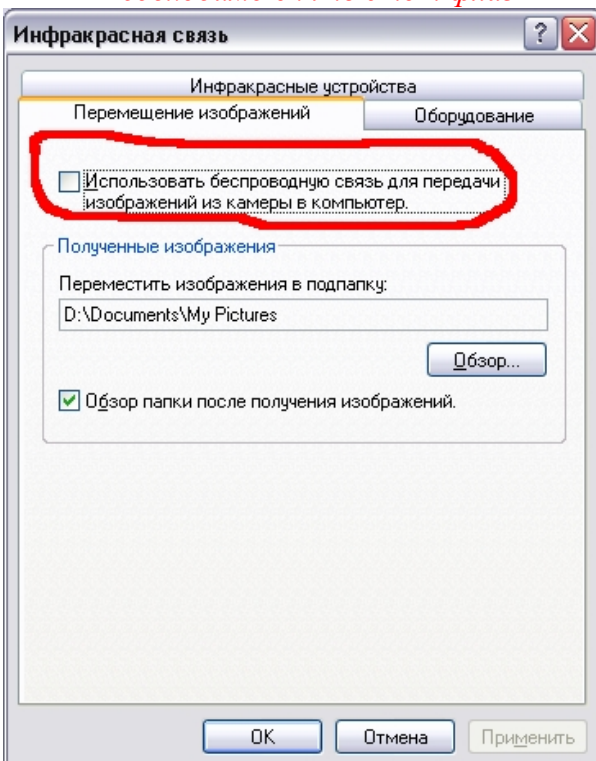 Инфракрасная связь
Инфракрасные устройства
Перемещение изображений
Оборудование
Использовать беспроводную связь для передачи
изображений из камеры в компьютер.
Полученные изображения
Переместить изображения в подпапку:
D:\Documents\My Pictures
Обзор...
Обзор папки после получения изображений.
OK
Отмена
Применить